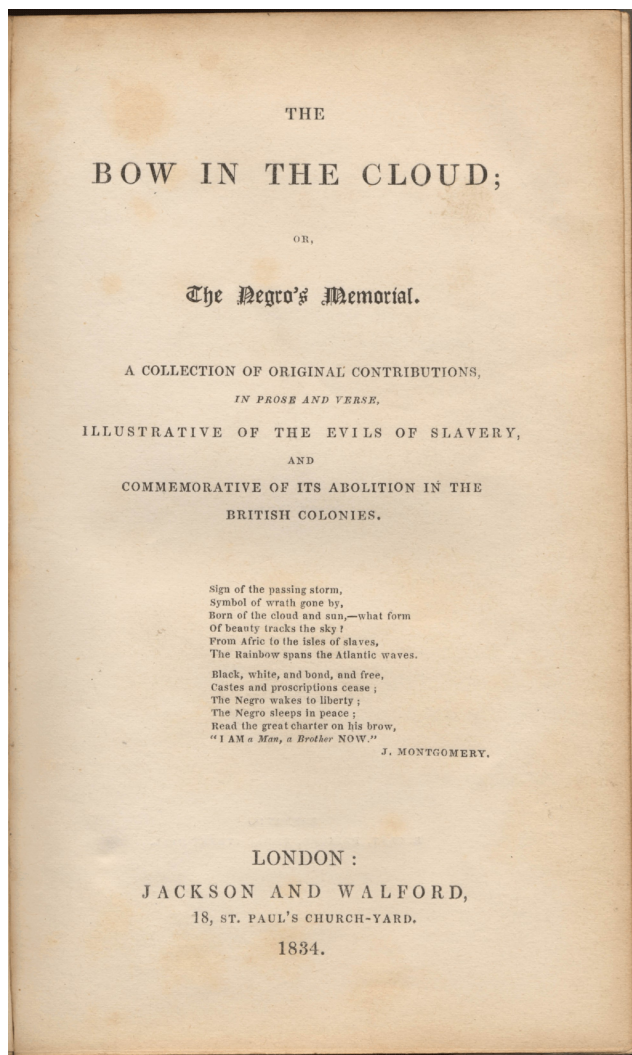 THE
BOW IN THE CLOUD;
OR,
The Negro's Memorial.
A COLLECTION OF ORIGINAL CONTRIBUTIONS,
IN PROSE AND VERSE,
ILLUSTRATIVE OF THE EVILS OF SLAVERY,
AND
COMMEMORATIVE OF ITS ABOLITION IN THE
BRITISH COLONIES.
Sign of the passing storm,
Symbol of wrath gone by,
Born of the cloud and sun,—what form
Of beauty tracks the sky?
From Afric to the isles of slaves,
The Rainbow spans the Atlantic waves.
Black, white, and bond, and free,
Castes and proscriptions cease;
The Negro wakes to liberty;
The Negro sleeps in peace;
Read the great charter on his brow,
"I AM a Man, a Brother NOW."
J. MONTGOMERY.
LONDON:
JACKSON AND WALFORD,
18, ST. PAUL'S CHURCH-YARD.
1834.